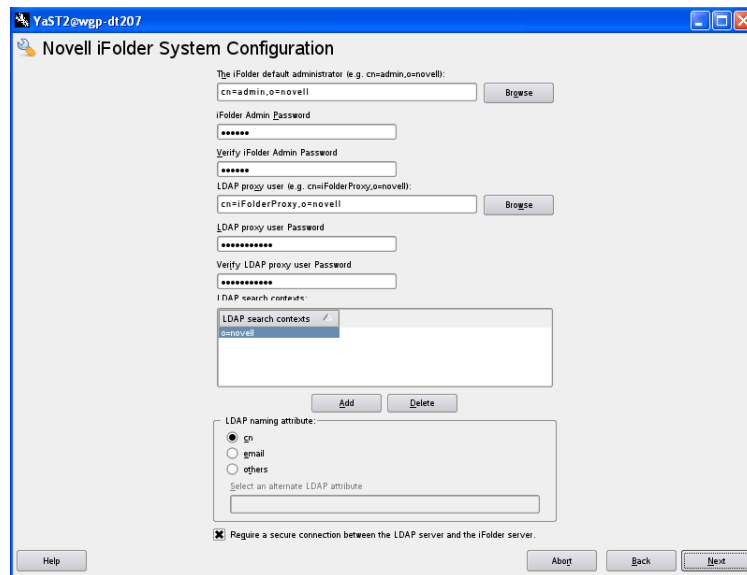 YaST2@wgp-dt207
Novell iFolder System Configuration
The iFolder default administrator (e.g. cn=admin,o=novell):
cn=admin,o=novell
Browse
iFolder Admin Password
••••••
Verify iFolder Admin Password
••••••
LDAP proxy user (e.g. cn=iFolderProxy,o=novell):
cn=iFolderProxy,o=novell
Browse
LDAP proxy user Password
•••••••••••
Verify LDAP proxy user Password
•••••••••••
LDAP search contexts:
LDAP search contexts
o=novell
Add Delete
LDAP naming attribute:
cn
email
others
Select an alternate LDAP attribute
Require a secure connection between the LDAP server and the iFolder server.
Help Abort Back Next